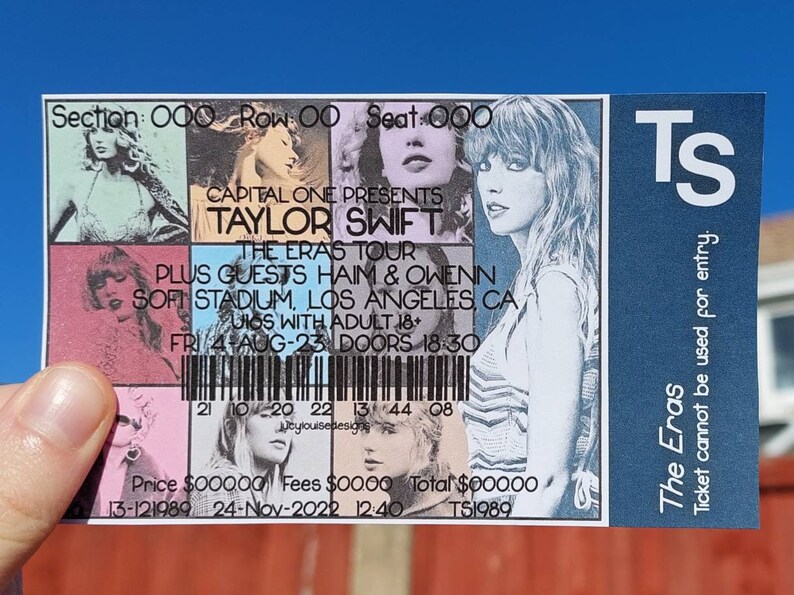 Section: 000 Row: 00 Seat: 000
CAPITAL ONE PRESENTS
TAYLOR SWIFT
THE ERAS TOUR
PLUS GUESTS HAIM & OWENN
SOFI STADIUM, LOS ANGELES, CA
U16S WITH ADULT 18+
FRI 4-AUG-23 DOORS 18:30
21 10 20 22 13 44 08
lucylouisedesigns
Price $000.00 Fees $00.00 Total $000.00
13-121989 24-Nov-2022 12:40 TS1989
TS
The Eras
Ticket cannot be used for entry.